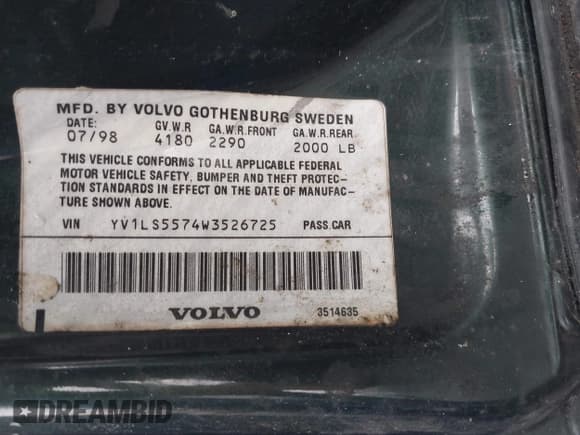 MFD. BY VOLVO GOTHENBURG SWEDEN
DATE: GV.W.R GA.W.R.FRONT GA.W.R.REAR
07/98 4180 2290 2000 LB
THIS VEHICLE CONFORMS TO ALL APPLICABLE FEDERAL
MOTOR VEHICLE SAFETY, BUMPER AND THEFT PROTEC-
TION STANDARDS IN EFFECT ON THE DATE OF MANUFAC-
TURE SHOWN ABOVE.
VIN YV1LS5574W3526725 PASS.CAR
VOLVO 3514635
DREAMBID